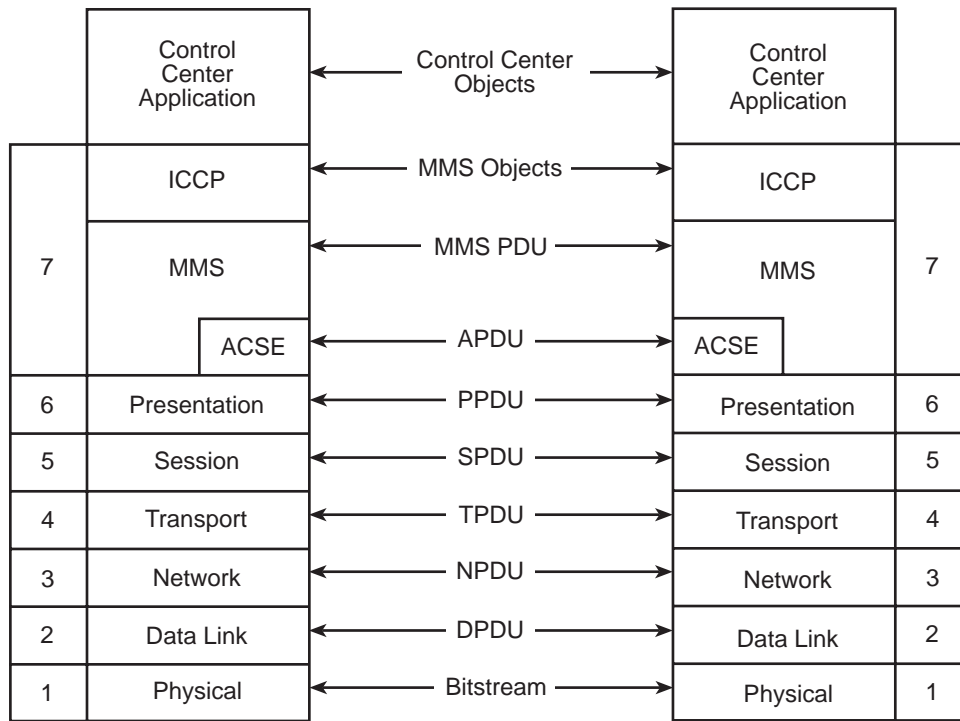 Control
Center
Application
Control Center
Objects
Control
Center
Application
ICCP
MMS Objects
ICCP
7
MMS
MMS PDU
MMS
7
ACSE
APDU
ACSE
6
Presentation
PPDU
Presentation
6
5
Session
SPDU
Session
5
4
Transport
TPDU
Transport
4
3
Network
NPDU
Network
3
2
Data Link
DPDU
Data Link
2
1
Physical
Bitstream
Physical
1